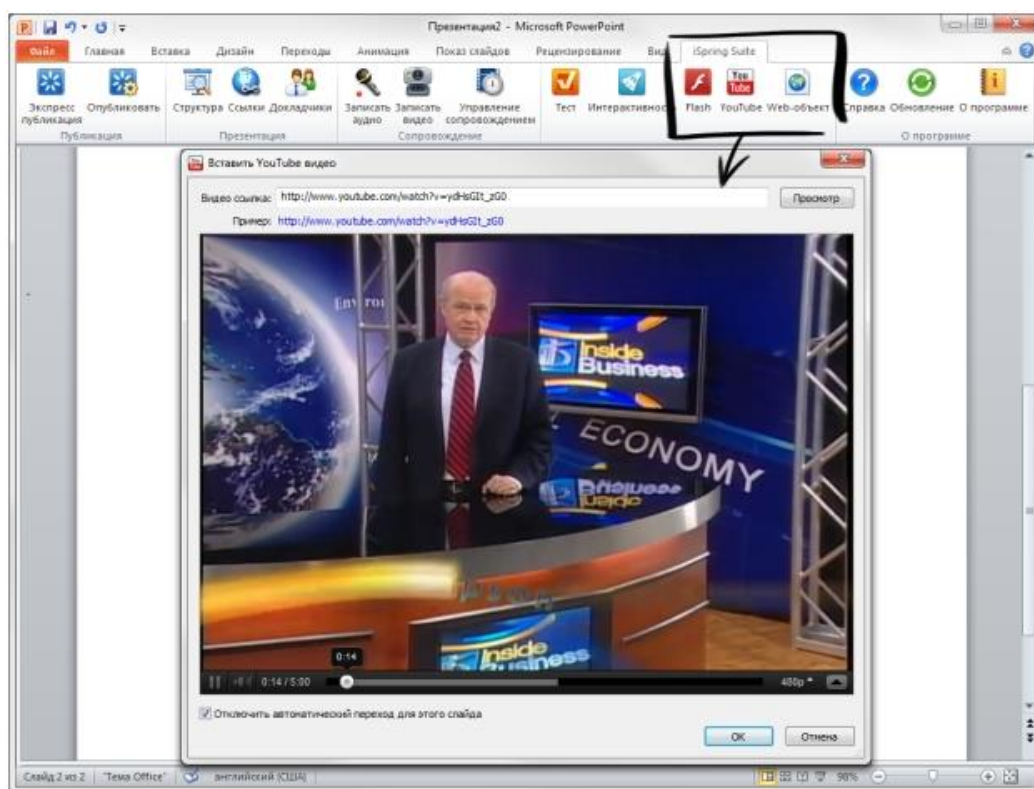 Презентация2 - Microsoft PowerPoint
Файл Главная Вставка Дизайн Переходы Анимация Показ слайдов Рецензирование Вид iSpring Suite
Экспресс публикация Опубликовать Структура Ссылки Докладчики Записать аудио Записать видео Управление сопровождением Тест Интерактивность Flash YouTube Web-объект Справка Обновление О программе
Публикация Презентация Сопровождение О программе
Вставить YouTube видео
Видео ссылка: http://www.youtube.com/watch?v=ydHsGIt_zG0 Просмотр
Пример: http://www.youtube.com/watch?v=ydHsGIt_zG0
Inside
Business
ECONOMY
Inside
Business
0:14
0:14 / 5:00 480p
Отключить автоматический переход для этого слайда
OK Отмена
Слайд 2 из 2 "Тема Office" английский (США) 98%